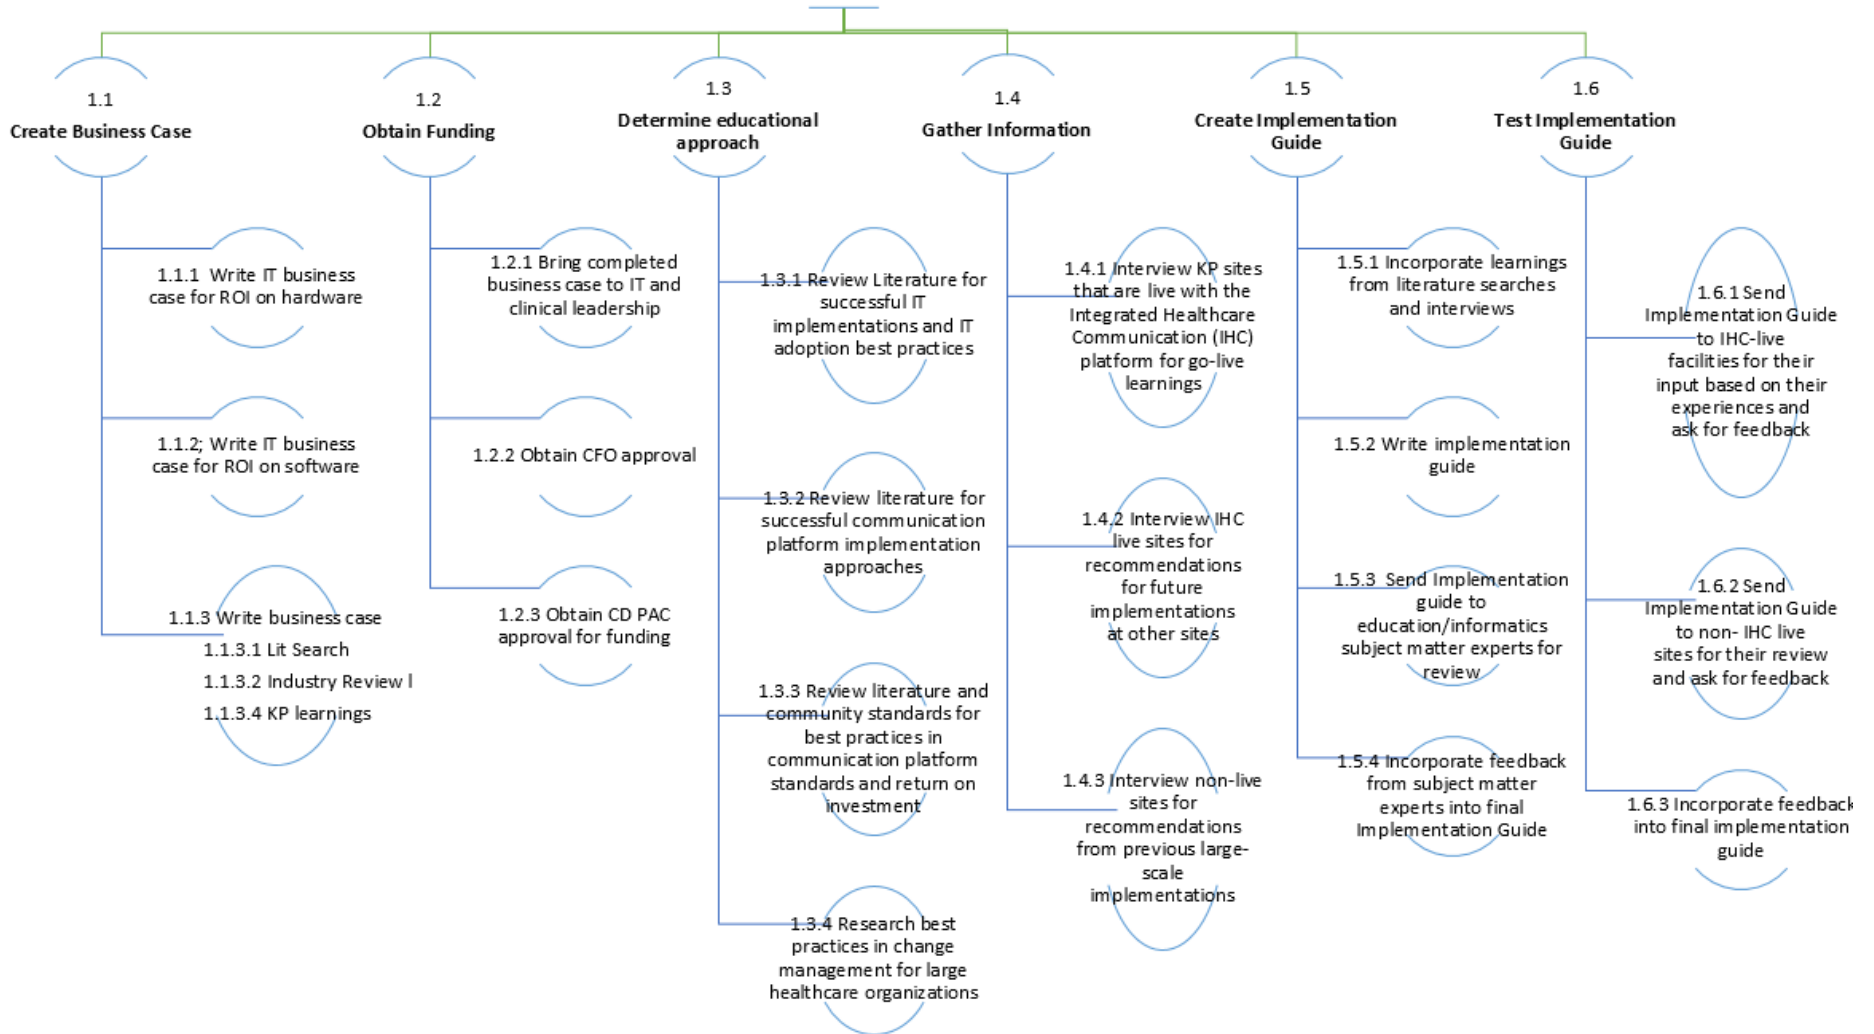 1.1
Create Business Case
1.1.1  Write IT business
case for ROI on hardware
1.1.2; Write IT business
case for ROI on software
1.1.3 Write business case
1.1.3.1 Lit Search
1.1.3.2 Industry Review l
1.1.3.4 KP learnings
1.2
Obtain Funding
1.2.1 Bring completed
business case to IT and
clinical leadership
1.2.2 Obtain CFO approval
1.2.3 Obtain CD PAC
approval for funding
1.3
Determine educational
approach
1.3.1 Review Literature for
successful IT
implementations and IT
adoption best practices
1.3.2 Review literature for
successful communication
platform implementation
approaches
1.3.3 Review literature and
community standards for
best practices in
communication platform
standards and return on
investment
1.3.4 Research best
practices in change
management for large
healthcare organizations
1.4
Gather Information
1.4.1 Interview KP sites
that are live with the
Integrated Healthcare
Communication (IHC)
platform for go-live
learnings
1.4.2 Interview IHC
live sites for
recommendations
for future
implementations
at other sites
1.4.3 Interview non-live
sites for
recommendations
from previous large-
scale
implementations
1.5
Create Implementation
Guide
1.5.1 Incorporate learnings
from literature searches
and interviews
1.5.2 Write implementation
guide
1.5.3  Send Implementation
guide to
education/informatics
subject matter experts for
review
1.5.4 Incorporate feedback
from subject matter
experts into final
Implementation Guide
1.6
Test Implementation
Guide
1.6.1 Send
Implementation Guide
to IHC-live
facilities for their
input based on their
experiences and
ask for feedback
1.6.2 Send
Implementation Guide
to non- IHC live
sites for their review
and ask for feedback
1.6.3 Incorporate feedback
into final implementation
guide